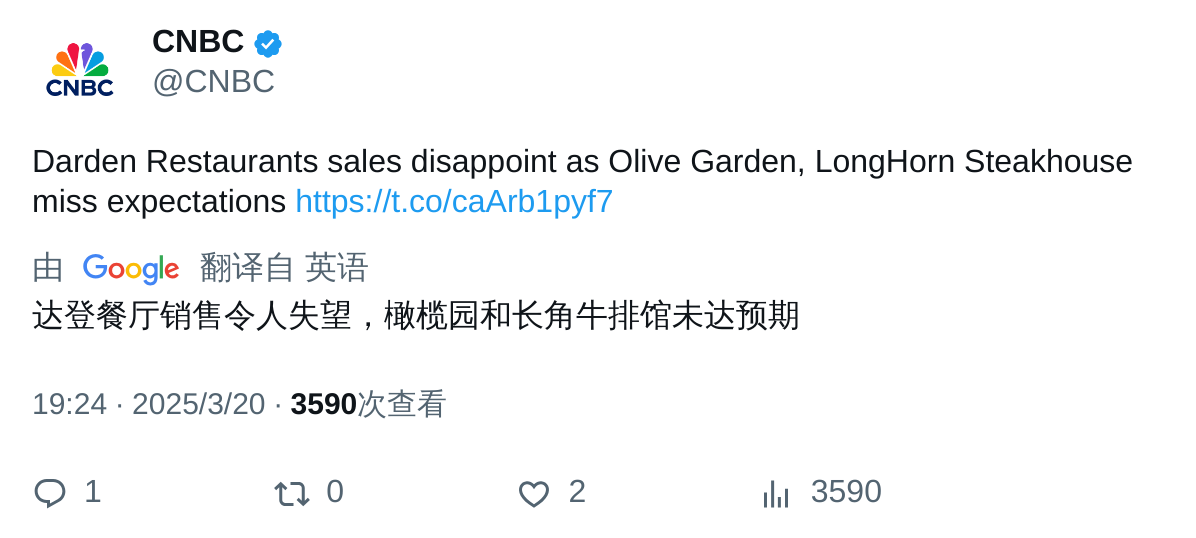 CNBC
CNBC
@CNBC
Darden Restaurants sales disappoint as Olive Garden, LongHorn Steakhouse
miss expectations https://t.co/caArb1pyf7
由 Google 翻译自 英语
达登餐厅销售令人失望，橄榄园和长角牛排馆未达预期
19:24 · 2025/3/20 · 3590次查看
1 0 2 3590